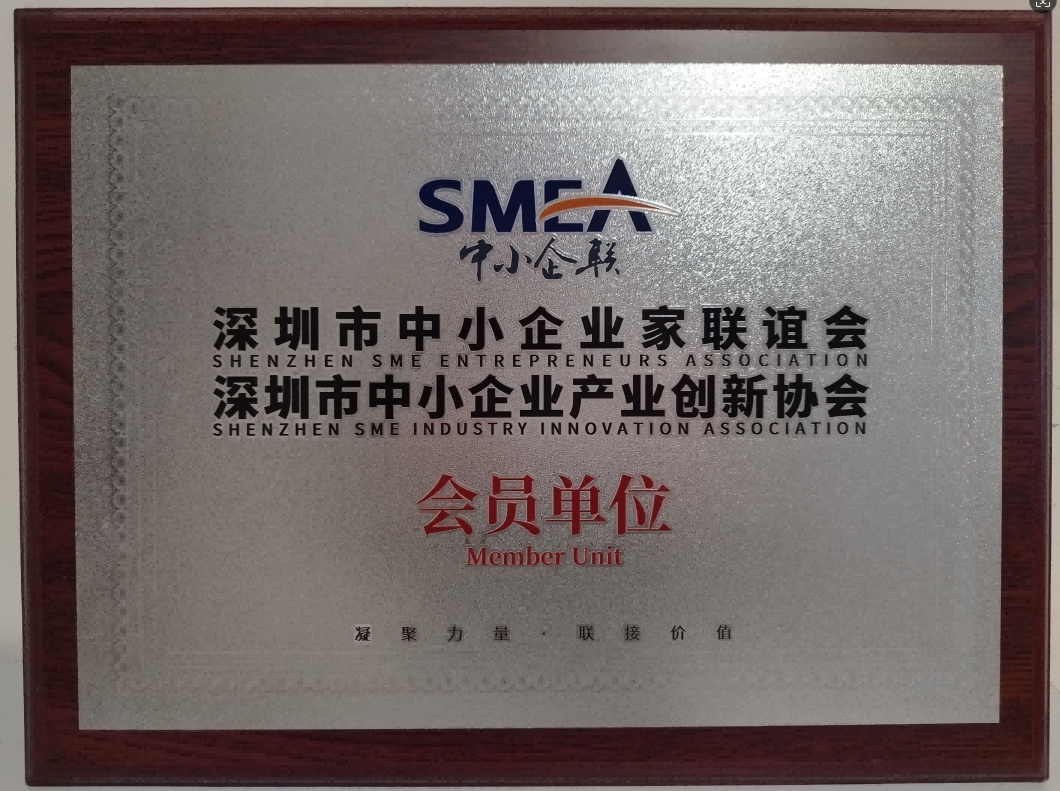 SMEA
中小企联
深圳市中小企业家联谊会
SHENZHEN SME ENTREPRENEURS ASSOCIATION
深圳市中小企业产业创新协会
SHENZHEN SME INDUSTRY INNOVATION ASSOCIATION
会员单位
Member Unit
凝聚力量·联接价值